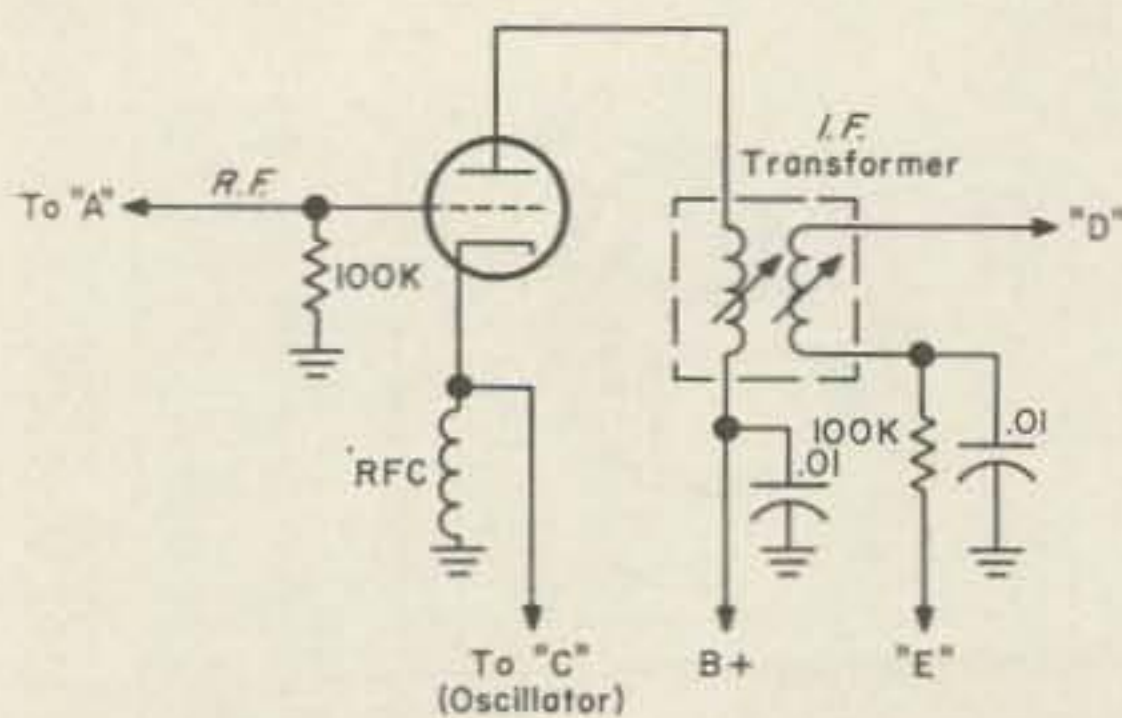 I.F.
Transformer
To "A"
R.F.
"D"
100K
100K
.01
.01
RFC
To "C"
(Oscillator)
B+
"E"